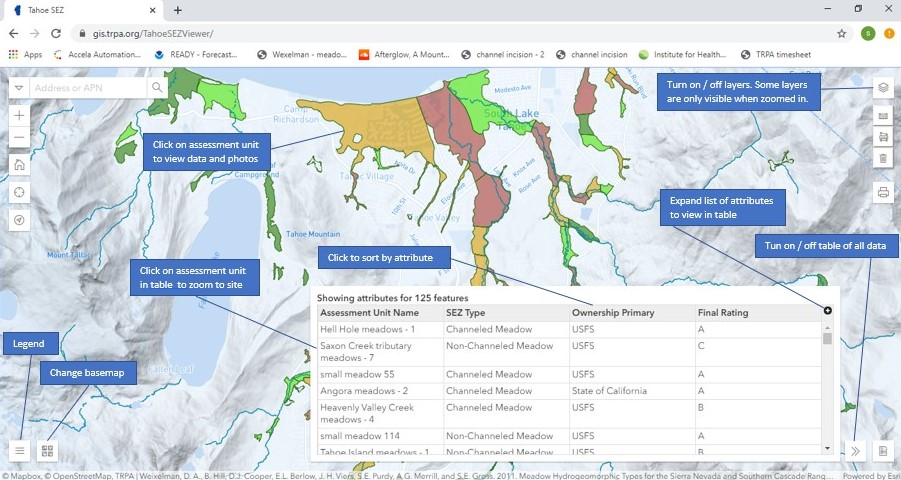 Tahoe SEZ
gis.trpa.org/TahoeSEZViewer/
Apps
Accela Automation...
READY - Forecast...
Wexelman - meado...
Afterglow, A Mount...
channel incision - 2
channel incision
Institute for Health...
TRPA timesheet
Address or APN
Turn on / off layers. Some layers
are only visible when zoomed in.
Modesto Ave
Camp
Richardson
South Lake
Click on assessment unit
to view data and photos
Tahoe Village
Knox Ave
Rose Ave
10th St
Campground
Tahoe Valley
Expand list of attributes
to view in table
Tahoe Mountain
Tun on / off table of all data
Click to sort by attribute
Click on assessment unit
in table to zoom to site
Showing attributes for 125 features
Assessment Unit Name SEZ Type Ownership Primary Final Rating
Hell Hole meadows - 1 Channeled Meadow USFS A
Saxon Creek tributary Non-Channeled Meadow USFS C
meadows - 7
small meadow 55 Channeled Meadow USFS A
Angora meadows - 2 Channeled Meadow State of California A
Heavenly Valley Creek Channeled Meadow USFS B
meadows - 4
small meadow 114 Non-Channeled Meadow USFS A
Tahoe Island meadows - 1 Non-Channeled Meadow USFS B
Legend
Change basemap
© Mapbox, © OpenStreetMap, TRPA | Weixelman, D. A., B. Hill, D.J. Cooper, E.L. Berlow, J. H. Viers, S.E. Purdy, A.G. Merrill, and S.E. Gross. 2011. Meadow Hydrogeomorphic Types for the Sierra Nevada and Southern Cascade Rang... Powered by Esri